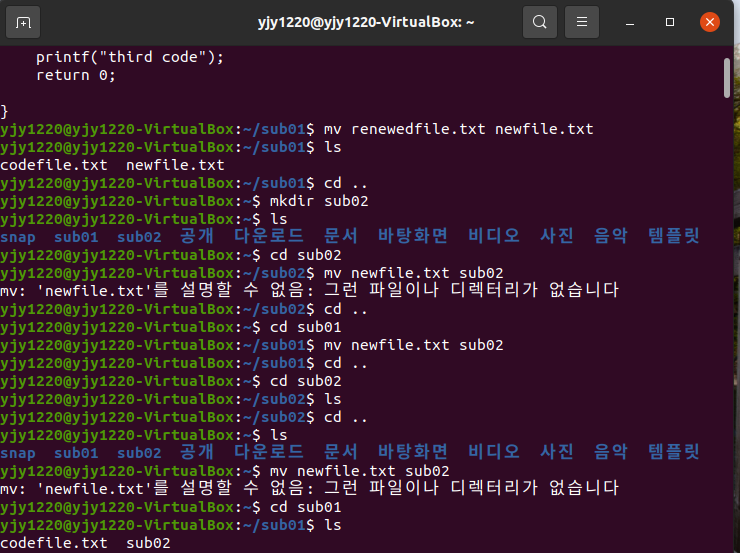 yjy1220@yjy1220-VirtualBox: ~
    printf("third code");
    return 0;
}
yjy1220@yjy1220-VirtualBox:~/sub01$ mv renewedfile.txt newfile.txt
yjy1220@yjy1220-VirtualBox:~/sub01$ ls
codefile.txt  newfile.txt
yjy1220@yjy1220-VirtualBox:~/sub01$ cd ..
yjy1220@yjy1220-VirtualBox:~$ mkdir sub02
yjy1220@yjy1220-VirtualBox:~$ ls
snap  sub01  sub02  공개  다운로드  문서  바탕화면  비디오  사진  음악  템플릿
yjy1220@yjy1220-VirtualBox:~$ cd sub02
yjy1220@yjy1220-VirtualBox:~/sub02$ mv newfile.txt sub02
mv: 'newfile.txt'를 설명할 수 없음: 그런 파일이나 디렉터리가 없습니다
yjy1220@yjy1220-VirtualBox:~/sub02$ cd ..
yjy1220@yjy1220-VirtualBox:~$ cd sub01
yjy1220@yjy1220-VirtualBox:~/sub01$ mv newfile.txt sub02
yjy1220@yjy1220-VirtualBox:~/sub01$ cd ..
yjy1220@yjy1220-VirtualBox:~$ cd sub02
yjy1220@yjy1220-VirtualBox:~/sub02$ ls
yjy1220@yjy1220-VirtualBox:~/sub02$ cd ..
yjy1220@yjy1220-VirtualBox:~$ ls
snap  sub01  sub02  공개  다운로드  문서  바탕화면  비디오  사진  음악  템플릿
yjy1220@yjy1220-VirtualBox:~$ mv newfile.txt sub02
mv: 'newfile.txt'를 설명할 수 없음: 그런 파일이나 디렉터리가 없습니다
yjy1220@yjy1220-VirtualBox:~$ cd sub01
yjy1220@yjy1220-VirtualBox:~/sub01$ ls
codefile.txt  sub02